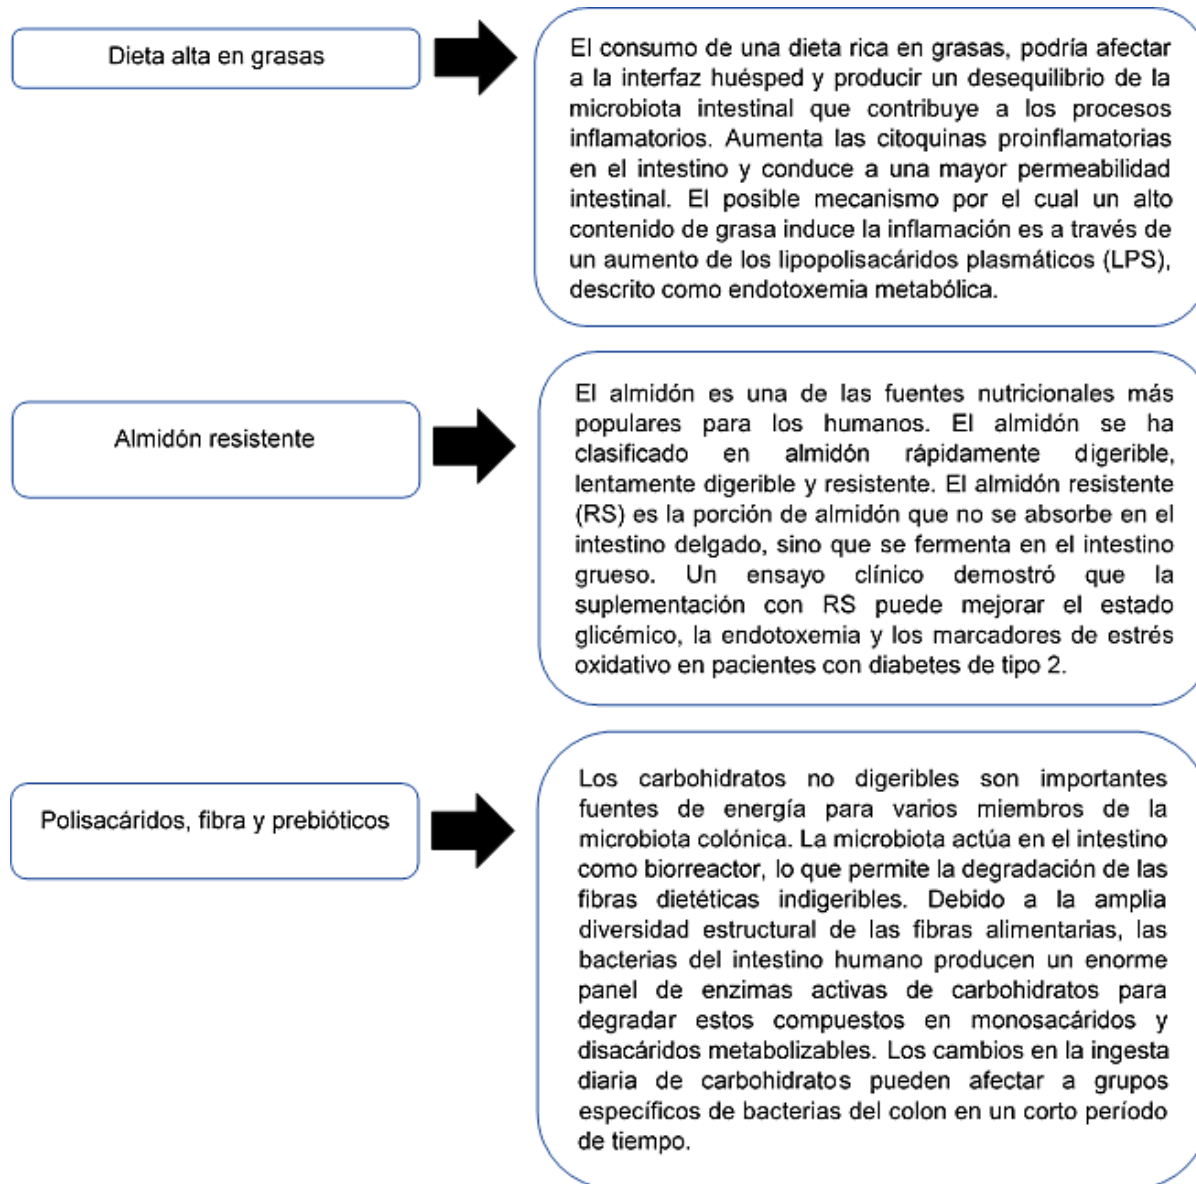 Dieta alta en grasas
El consumo de una dieta rica en grasas, podría afectar
a la interfaz huésped y producir un desequilibrio de la
microbiota intestinal que contribuye a los procesos
inflamatorios. Aumenta las citoquinas proinflamatorias
en el intestino y conduce a una mayor permeabilidad
intestinal. El posible mecanismo por el cual un alto
contenido de grasa induce la inflamación es a través de
un aumento de los lipopolisacáridos plasmáticos (LPS),
descrito como endotoxemia metabólica.
Almidón resistente
El almidón es una de las fuentes nutricionales más
populares para los humanos. El almidón se ha
clasificado en almidón rápidamente digerible,
lentamente digerible y resistente. El almidón resistente
(RS) es la porción de almidón que no se absorbe en el
intestino delgado, sino que se fermenta en el intestino
grueso. Un ensayo clínico demostró que la
suplementación con RS puede mejorar el estado
glicémico, la endotoxemia y los marcadores de estrés
oxidativo en pacientes con diabetes de tipo 2.
Polisacáridos, fibra y prebióticos
Los carbohidratos no digeribles son importantes
fuentes de energía para varios miembros de la
microbiota colónica. La microbiota actúa en el intestino
como biorreactor, lo que permite la degradación de las
fibras dietéticas indigeribles. Debido a la amplia
diversidad estructural de las fibras alimentarias, las
bacterias del intestino humano producen un enorme
panel de enzimas activas de carbohidratos para
degradar estos compuestos en monosacáridos y
disacáridos metabolizables. Los cambios en la ingesta
diaria de carbohidratos pueden afectar a grupos
específicos de bacterias del colon en un corto período
de tiempo.